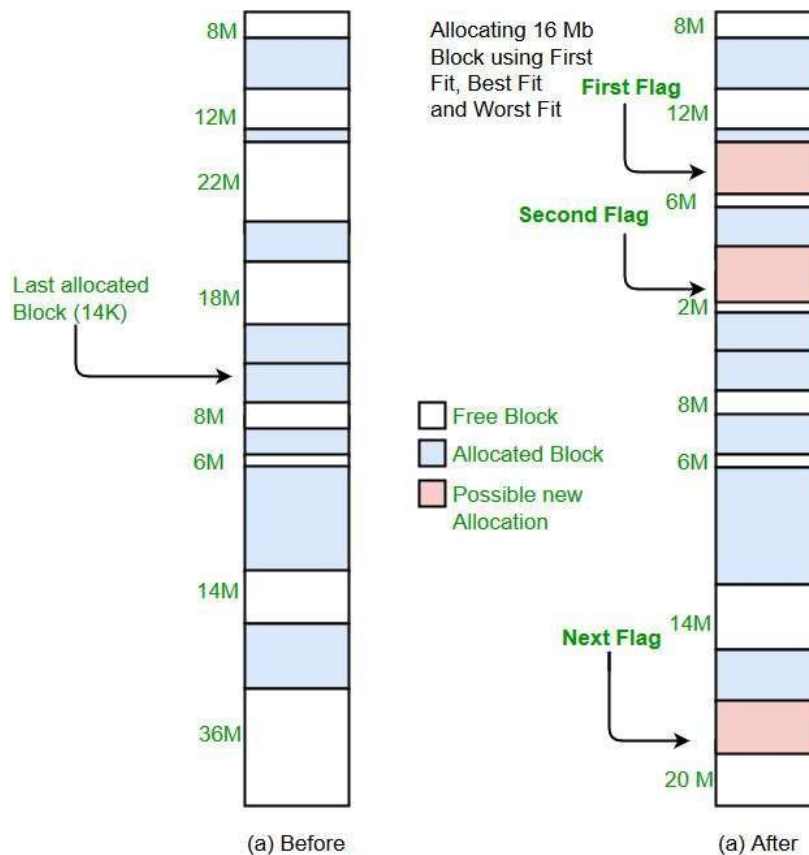 8M
12M
22M
Last allocated
Block (14K)
18M
8M
6M
14M
36M
(a) Before
Allocating 16 Mb
Block using First
Fit, Best Fit
and Worst Fit
First Flag
Second Flag
Free Block
Allocated Block
Possible new
Allocation
Next Flag
8M
12M
6M
2M
8M
6M
14M
20 M
(a) After